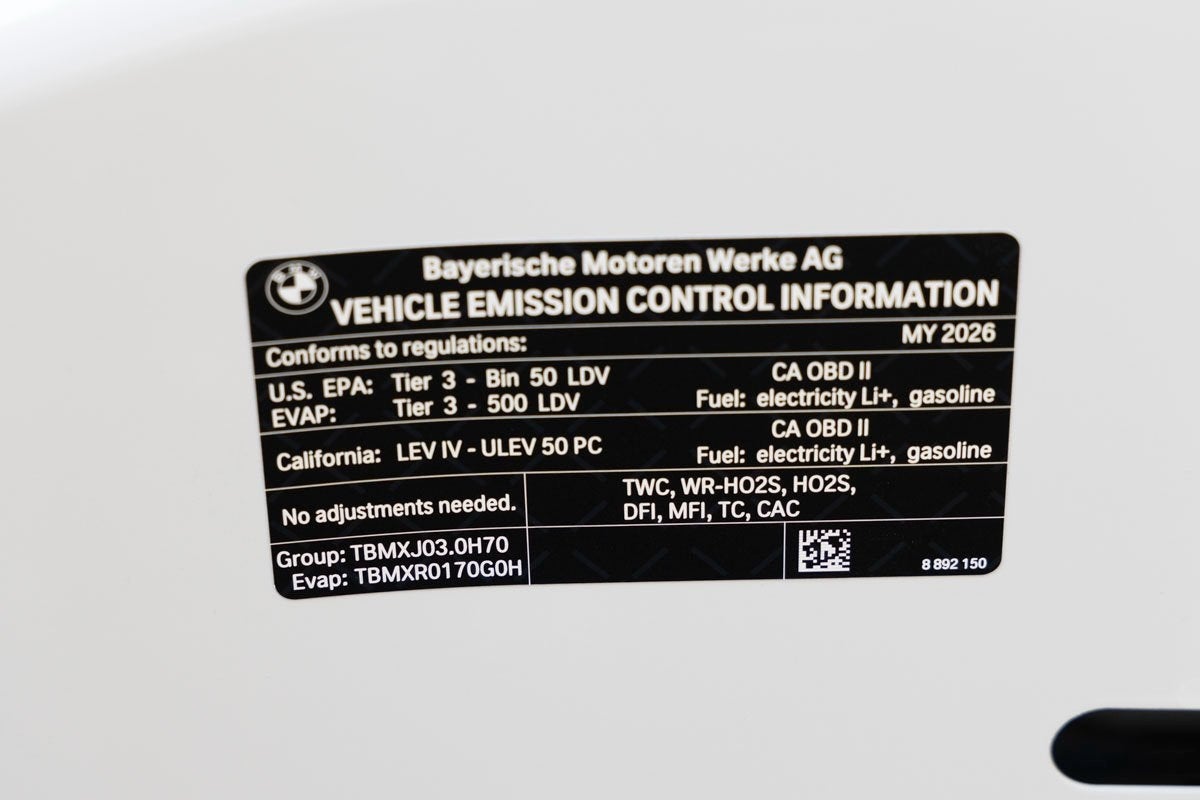 BMW
Bayerische Motoren Werke AG
VEHICLE EMISSION CONTROL INFORMATION
Conforms to regulations: MY 2026
U.S. EPA: Tier 3 - Bin 50 LDV CA OBD II
EVAP: Tier 3 - 500 LDV Fuel: electricity Li+, gasoline
CA OBD II
California: LEV IV - ULEV 50 PC Fuel: electricity Li+, gasoline
No adjustments needed. TWC, WR-HO2S, HO2S,
DFI, MFI, TC, CAC
Group: TBMXJ03.0H70
Evap: TBMXR0170G0H 8 892 150